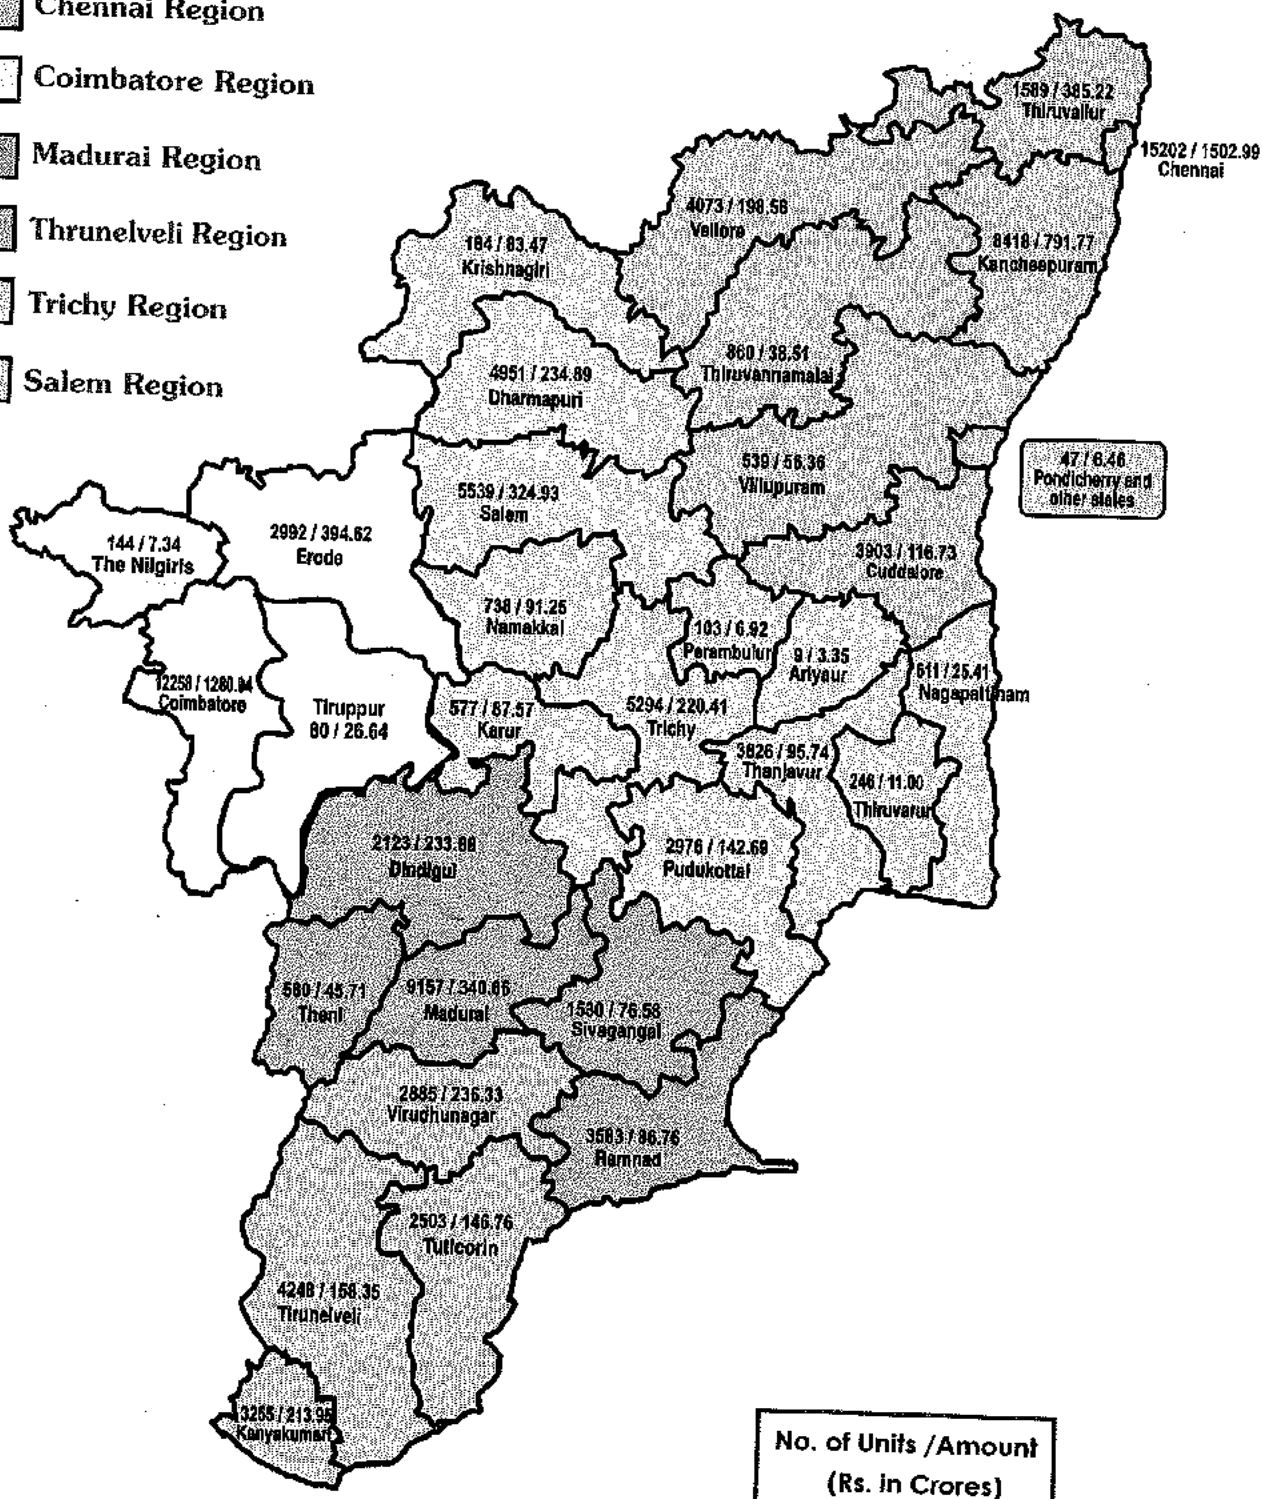 Chennai Region
Coimbatore Region
Madurai Region
Thrunelveli Region
Trichy Region
Salem Region
1589 / 385.22
Thiruvallur
15202 / 1502.99
Chennai
4073 / 198.56
Vellore
8418 / 791.77
Kancheepuram
184 / 83.47
Krishnagiri
860 / 38.51
Thiruvannamalai
4951 / 234.89
Dharmapuri
539 / 56.36
Villupuram
47 / 6.46
Pondicherry and
other states
5539 / 324.93
Salem
2992 / 394.62
Erode
144 / 7.34
The Nilgiris
3903 / 116.73
Cuddalore
738 / 91.25
Namakkal
103 / 6.92
Perambulur
9 / 3.35
Ariyaur
611 / 25.41
Nagapattinam
12258 / 1260.94
Coimbatore
Tiruppur
80 / 26.64
577 / 87.57
Karur
5294 / 220.41
Trichy
3826 / 95.74
Thanjavur
246 / 11.00
Thiruvarur
2123 / 233.88
Dindigul
2976 / 142.69
Pudukottai
580 / 45.71
Theni
9157 / 340.66
Madurai
1530 / 76.58
Sivagangai
2885 / 236.33
Virudhunagar
3583 / 86.76
Ramnad
2503 / 146.76
Tuticorin
4248 / 158.35
Tirunelveli
3265 / 213.95
Kanyakumari
No. of Units /Amount
(Rs. in Crores)